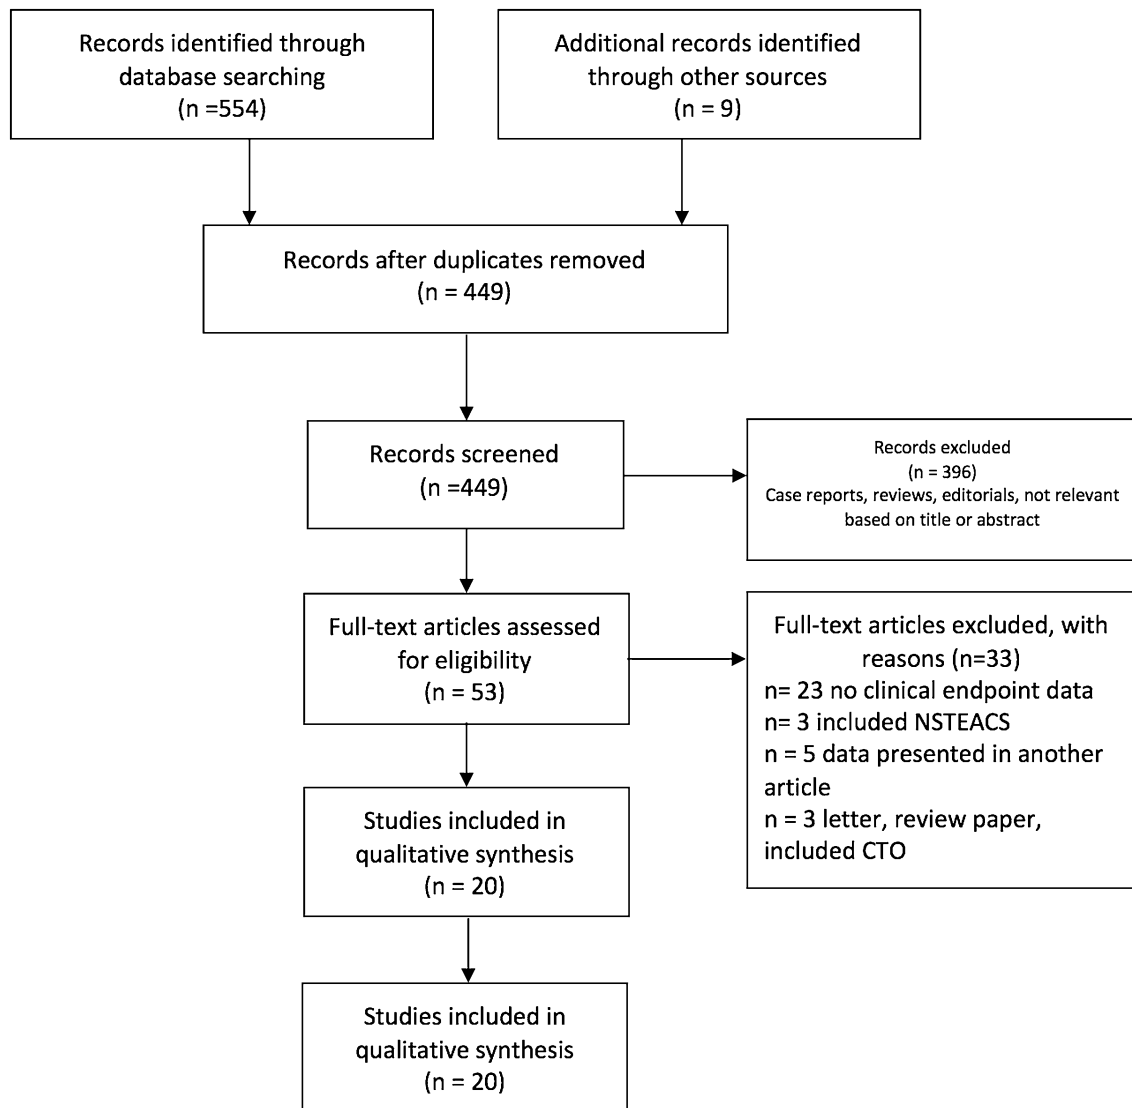 Records identified through
database searching
(n =554)
Additional records identified
through other sources
(n = 9)
Records after duplicates removed
(n = 449)
Records screened
(n =449)
Records excluded
(n = 396)
Case reports, reviews, editorials, not relevant
based on title or abstract
Full-text articles assessed
for eligibility
(n = 53)
Full-text articles excluded, with
reasons (n=33)
n= 23 no clinical endpoint data
n= 3 included NSTEACS
n = 5 data presented in another
article
n = 3 letter, review paper,
included CTO
Studies included in
qualitative synthesis
(n = 20)
Studies included in
qualitative synthesis
(n = 20)